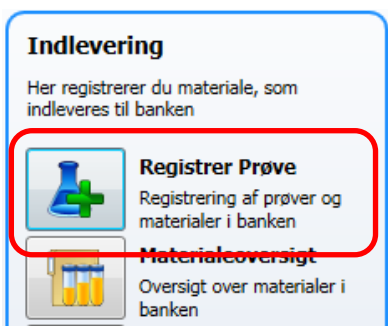 Indlevering
Her registrerer du materiale, som
indleveres til banken
Registrer Prøve
Registrering af prøver og
materialer i banken
Materialeoversigt
Oversigt over materialer i
banken